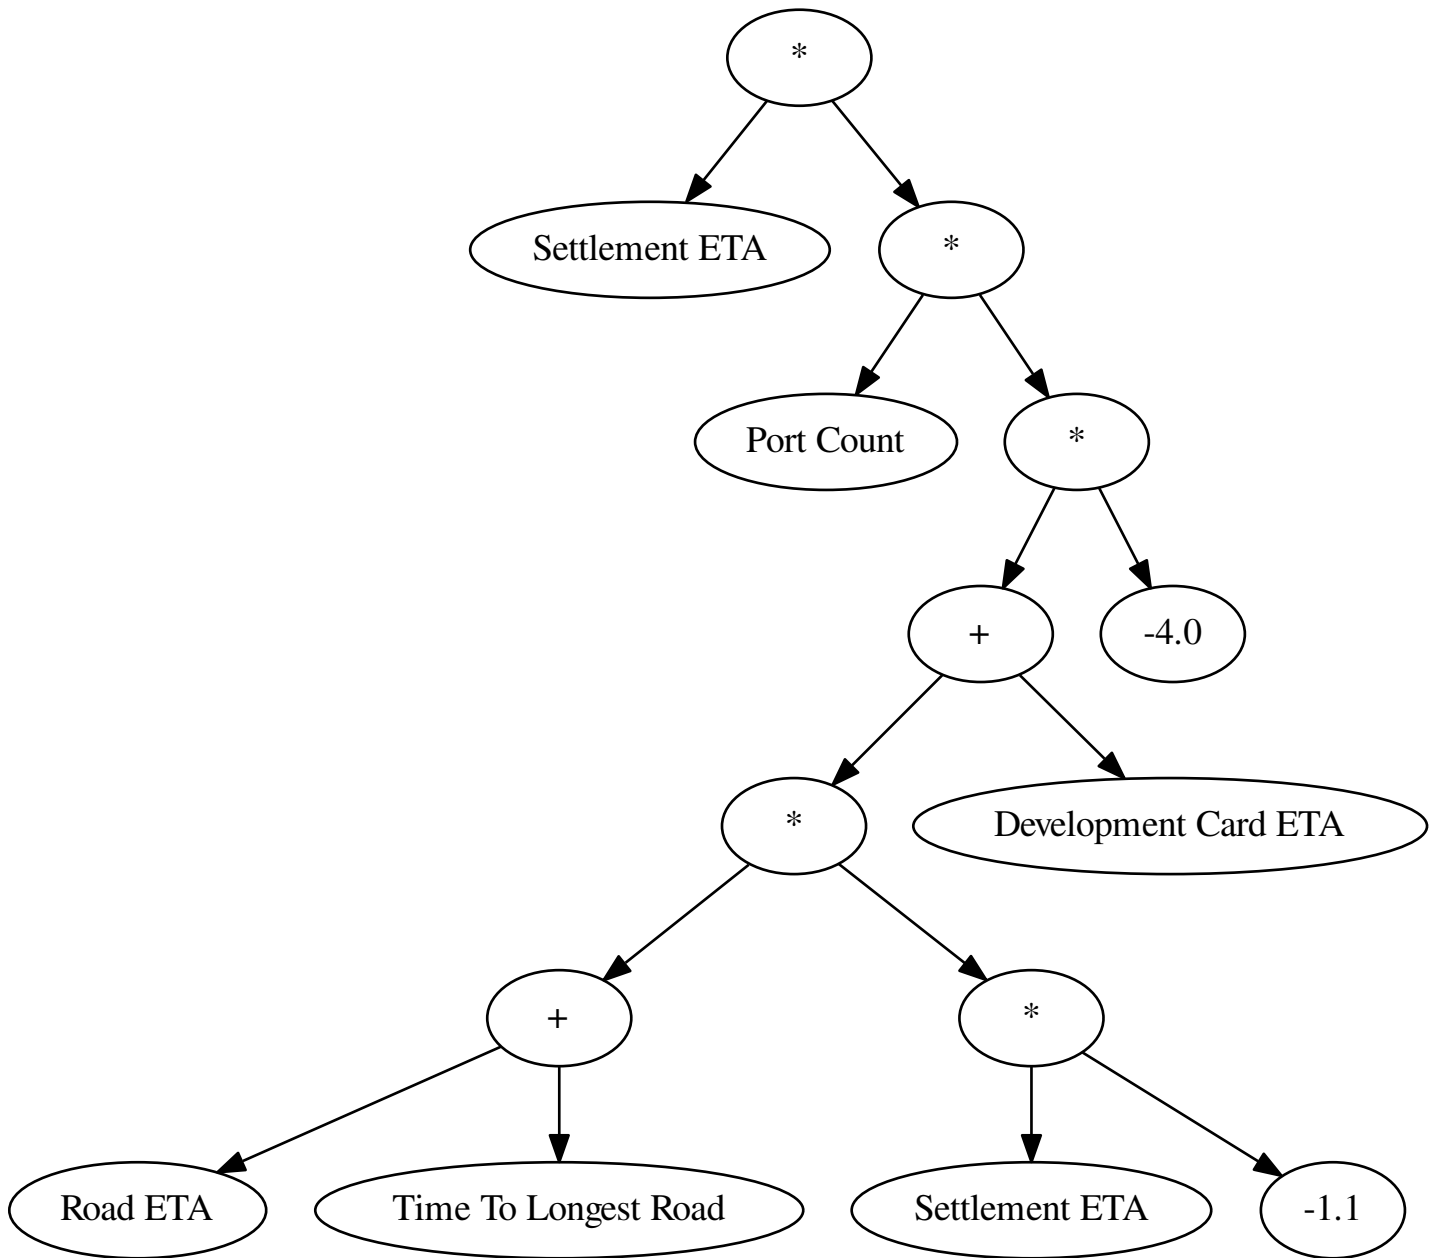 *
Settlement ETA
*
Port Count
*
+
-4.0
*
Development Card ETA
+
*
Road ETA
Time To Longest Road
Settlement ETA
-1.1